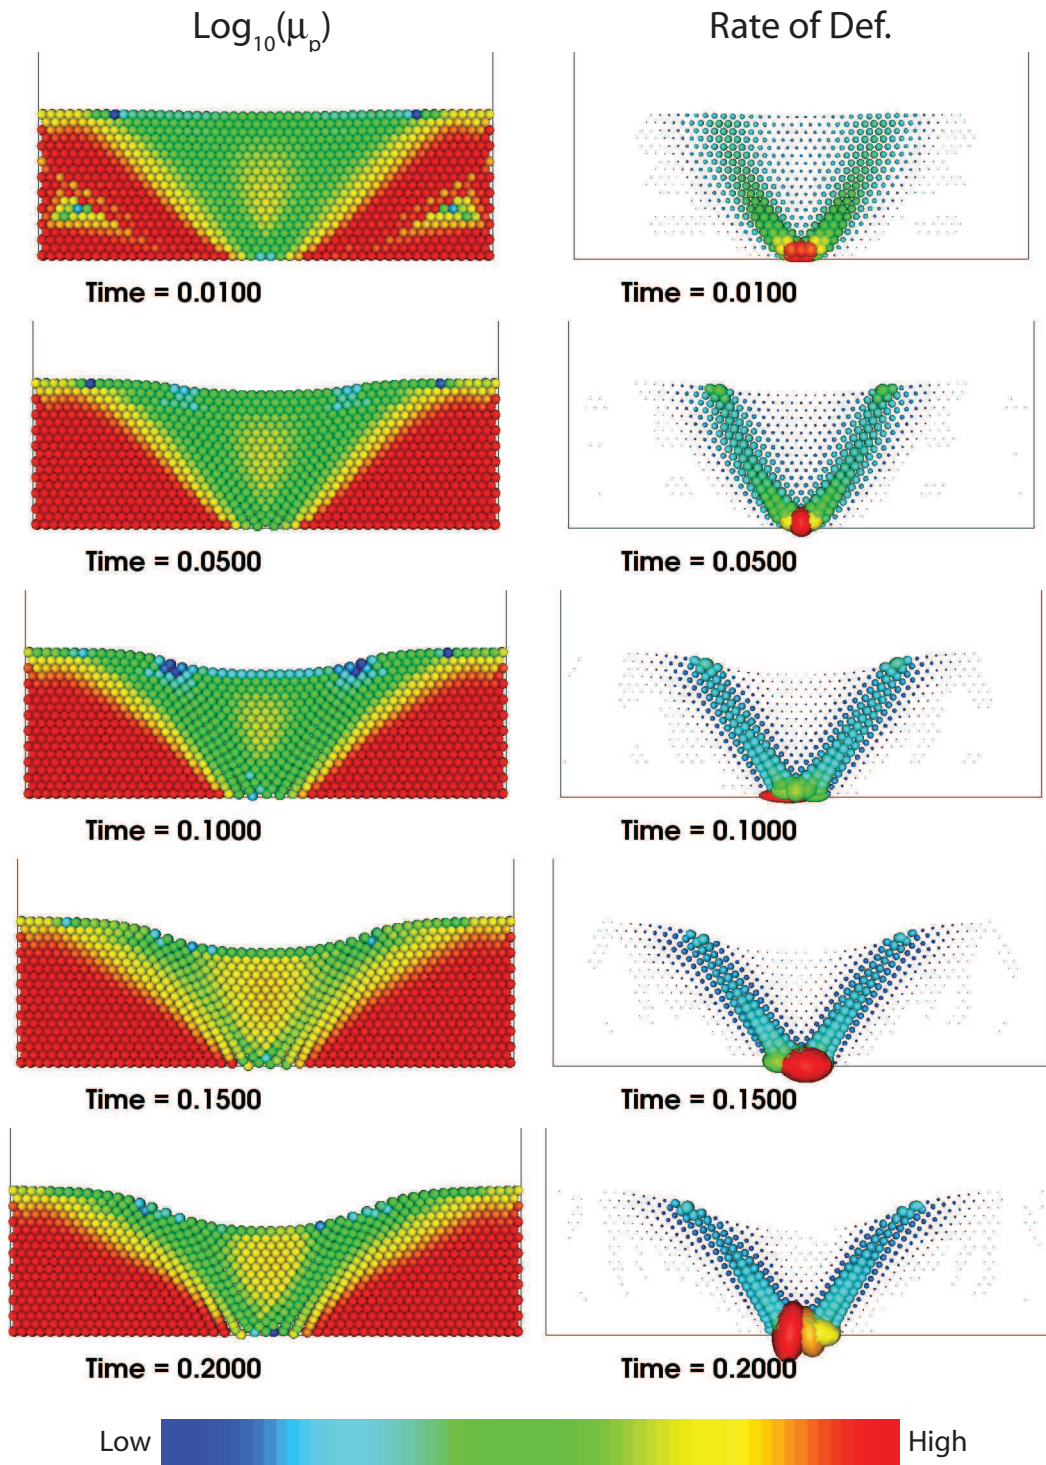 Log₁₀(μₚ)
Rate of Def.
Time = 0.0100
Time = 0.0100
Time = 0.0500
Time = 0.0500
Time = 0.1000
Time = 0.1000
Time = 0.1500
Time = 0.1500
Time = 0.2000
Time = 0.2000
Low
High